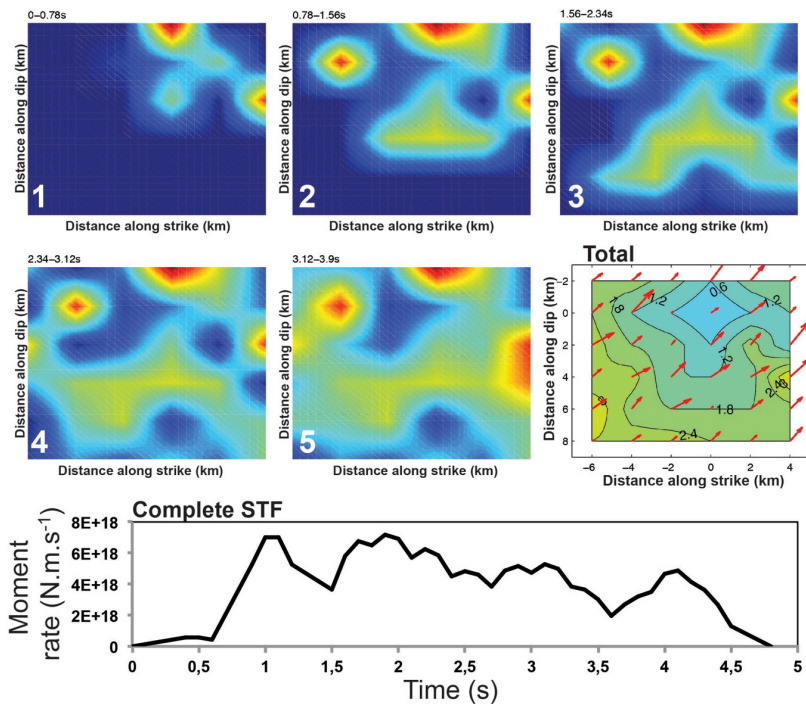 0–0.78s
0.78–1.56s
1.56–2.34s
Distance along dip (km)
1
Distance along strike (km)
Distance along dip (km)
2
Distance along strike (km)
Distance along dip (km)
3
Distance along strike (km)
2.34–3.12s
3.12–3.9s
Total
Distance along dip (km)
4
Distance along strike (km)
Distance along dip (km)
5
Distance along strike (km)
Distance along dip (km)
−2
0
2
4
6
8
0.6
1.2
1.2
1.8
1.2
2.4
3
3
1.8
2.4
−6 −4 −2 0 2 4
Distance along strike (km)
Complete STF
Moment
rate (N.m.s-1)
8E+18
6E+18
4E+18
2E+18
0
0 0,5 1 1,5 2 2,5 3 3,5 4 4,5 5
Time (s)